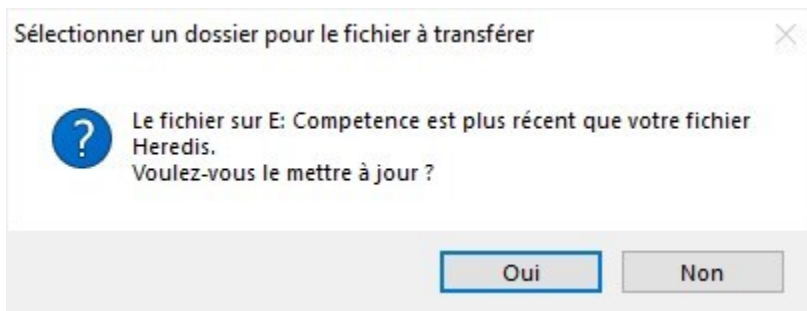 Sélectionner un dossier pour le fichier à transférer
Le fichier sur E: Competence est plus récent que votre fichier
Heredis.
Voulez-vous le mettre à jour ?
Oui
Non